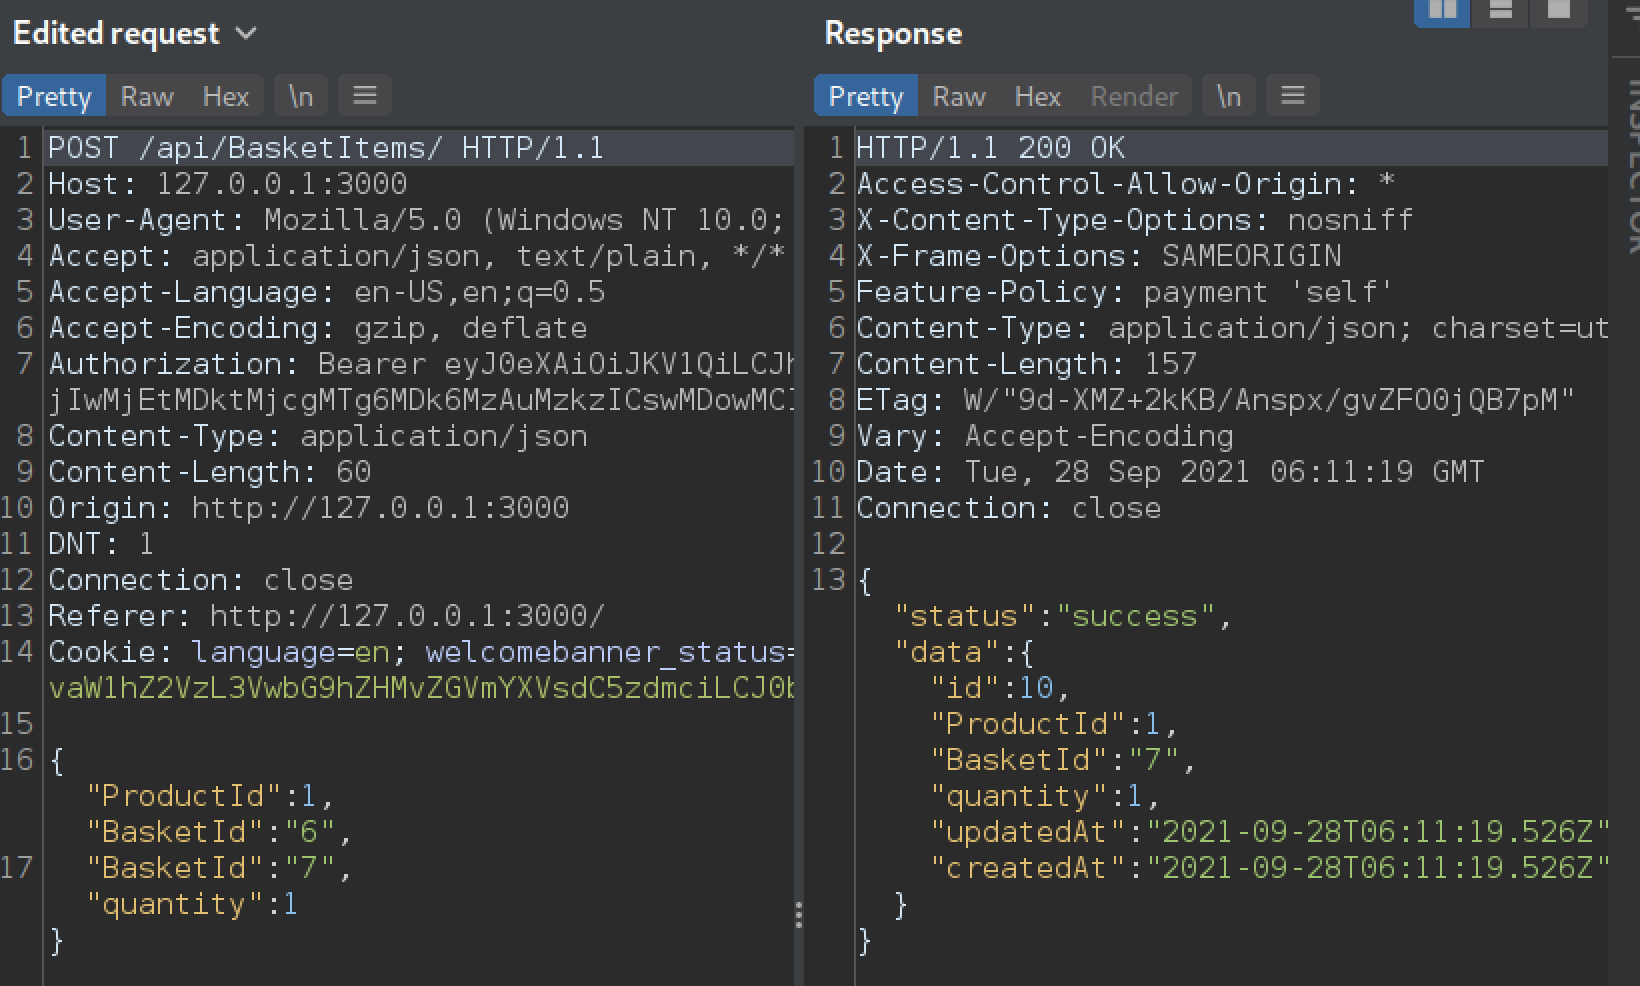 Edited request
Pretty Raw Hex \n
1 POST /api/BasketItems/ HTTP/1.1
2 Host: 127.0.0.1:3000
3 User-Agent: Mozilla/5.0 (Windows NT 10.0;
4 Accept: application/json, text/plain, */*
5 Accept-Language: en-US,en;q=0.5
6 Accept-Encoding: gzip, deflate
7 Authorization: Bearer eyJ0eXAiOiJKV1QiLCJh
jIwMjEtMDktMjcgMTg6MDk6MzAuMzkzICswMDowMCI
8 Content-Type: application/json
9 Content-Length: 60
10 Origin: http://127.0.0.1:3000
11 DNT: 1
12 Connection: close
13 Referer: http://127.0.0.1:3000/
14 Cookie: language=en; welcomebanner_status=
vaW1hZ2VzL3VwbG9hZHMvZGVmYXVsdC5zdmciLCJ0b
15
16 {
"ProductId":1,
"BasketId":"6",
17 "BasketId":"7",
"quantity":1
}
Response
Pretty Raw Hex Render \n
1 HTTP/1.1 200 OK
2 Access-Control-Allow-Origin: *
3 X-Content-Type-Options: nosniff
4 X-Frame-Options: SAMEORIGIN
5 Feature-Policy: payment 'self'
6 Content-Type: application/json; charset=ut
7 Content-Length: 157
8 ETag: W/"9d-XMZ+2kKB/Anspx/gvZFO0jQB7pM"
9 Vary: Accept-Encoding
10 Date: Tue, 28 Sep 2021 06:11:19 GMT
11 Connection: close
12
13 {
"status":"success",
"data":{
"id":10,
"ProductId":1,
"BasketId":"7",
"quantity":1,
"updatedAt":"2021-09-28T06:11:19.526Z"
"createdAt":"2021-09-28T06:11:19.526Z"
}
}
INSPECTOR